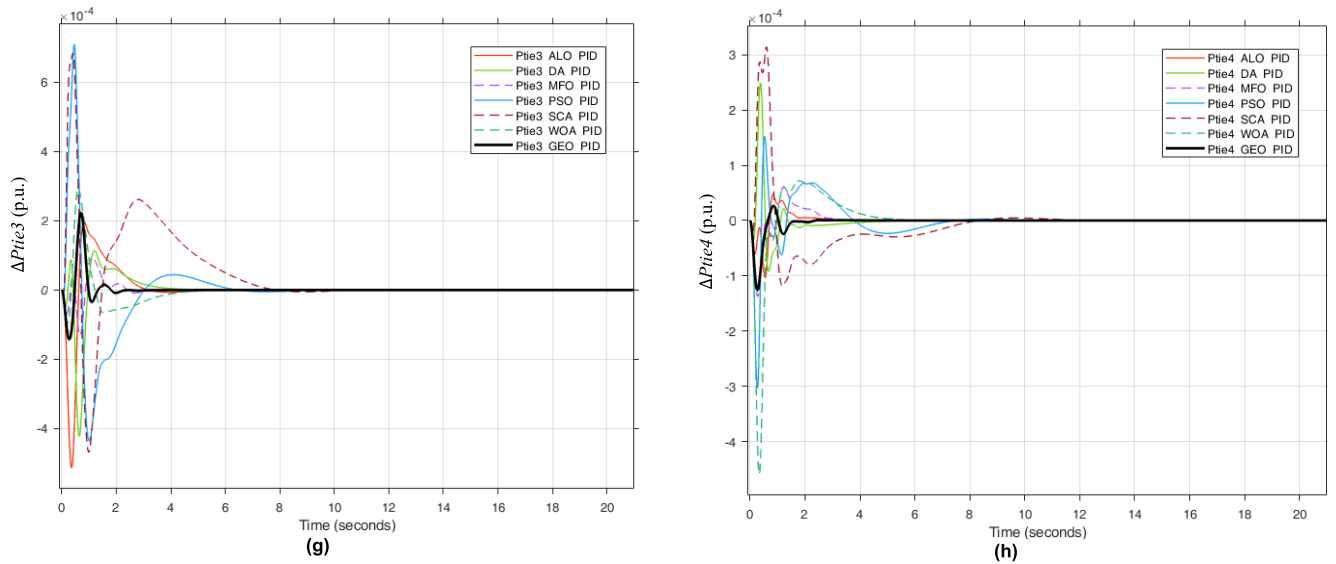 ×10⁻⁴
6
4
2
0
-2
-4
ΔPtie3 (p.u.)
Ptie3 ALO PID
Ptie3 DA PID
Ptie3 MFO PID
Ptie3 PSO PID
Ptie3 SCA PID
Ptie3 WOA PID
Ptie3 GEO PID
0 2 4 6 8 10 12 14 16 18 20
Time (seconds)
(g)
×10⁻⁴
3
2
1
0
-1
-2
-3
-4
ΔPtie4 (p.u.)
Ptie4 ALO PID
Ptie4 DA PID
Ptie4 MFO PID
Ptie4 PSO PID
Ptie4 SCA PID
Ptie4 WOA PID
Ptie4 GEO PID
0 2 4 6 8 10 12 14 16 18 20
Time (seconds)
(h)